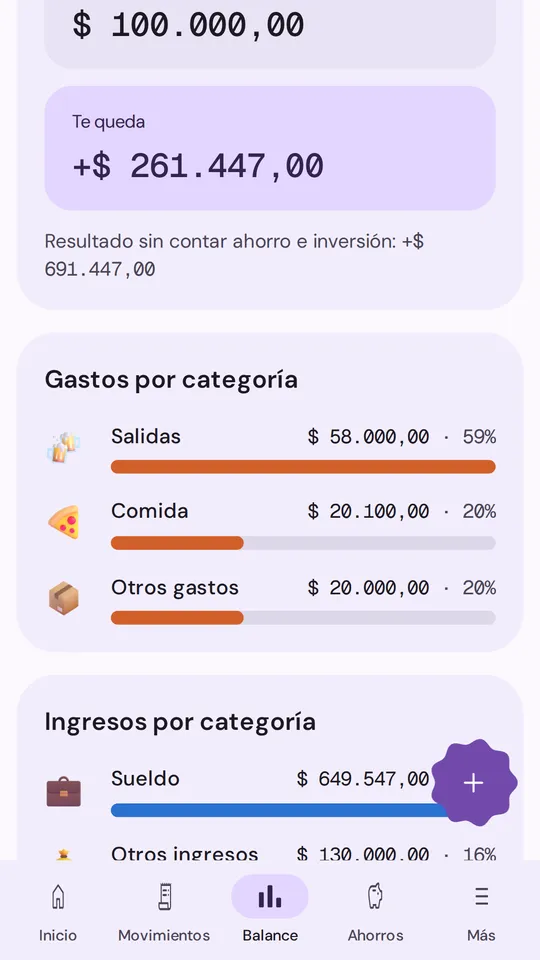 $ 100.000,00
Te queda
+$ 261.447,00
Resultado sin contar ahorro e inversión: +$
691.447,00
Gastos por categoría
Salidas $ 58.000,00 · 59%
Comida $ 20.100,00 · 20%
Otros gastos $ 20.000,00 · 20%
Ingresos por categoría
Sueldo $ 649.547,00
Otros ingresos $ 130.000,00 · 16%
Inicio Movimientos Balance Ahorros Más